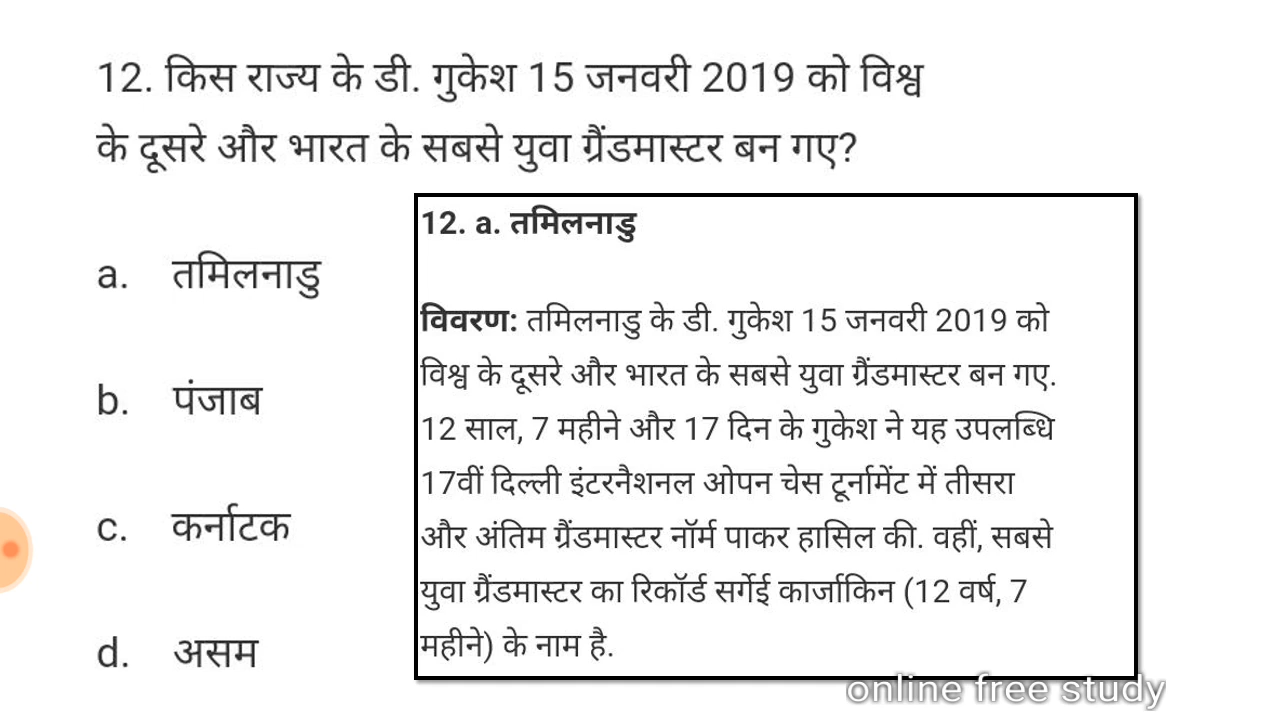 12. किस राज्य के डी. गुकेश 15 जनवरी 2019 को विश्व
के दूसरे और भारत के सबसे युवा ग्रैंडमास्टर बन गए?
a. तमिलनाडु
b. पंजाब
c. कर्नाटक
d. असम
12. a. तमिलनाडु
विवरण: तमिलनाडु के डी. गुकेश 15 जनवरी 2019 को
विश्व के दूसरे और भारत के सबसे युवा ग्रैंडमास्टर बन गए.
12 साल, 7 महीने और 17 दिन के गुकेश ने यह उपलब्धि
17वीं दिल्ली इंटरनैशनल ओपन चेस टूर्नामेंट में तीसरा
और अंतिम ग्रैंडमास्टर नॉर्म पाकर हासिल की. वहीं, सबसे
युवा ग्रैंडमास्टर का रिकॉर्ड सर्गेई कार्जाकिन (12 वर्ष, 7
महीने) के नाम है.
online free study